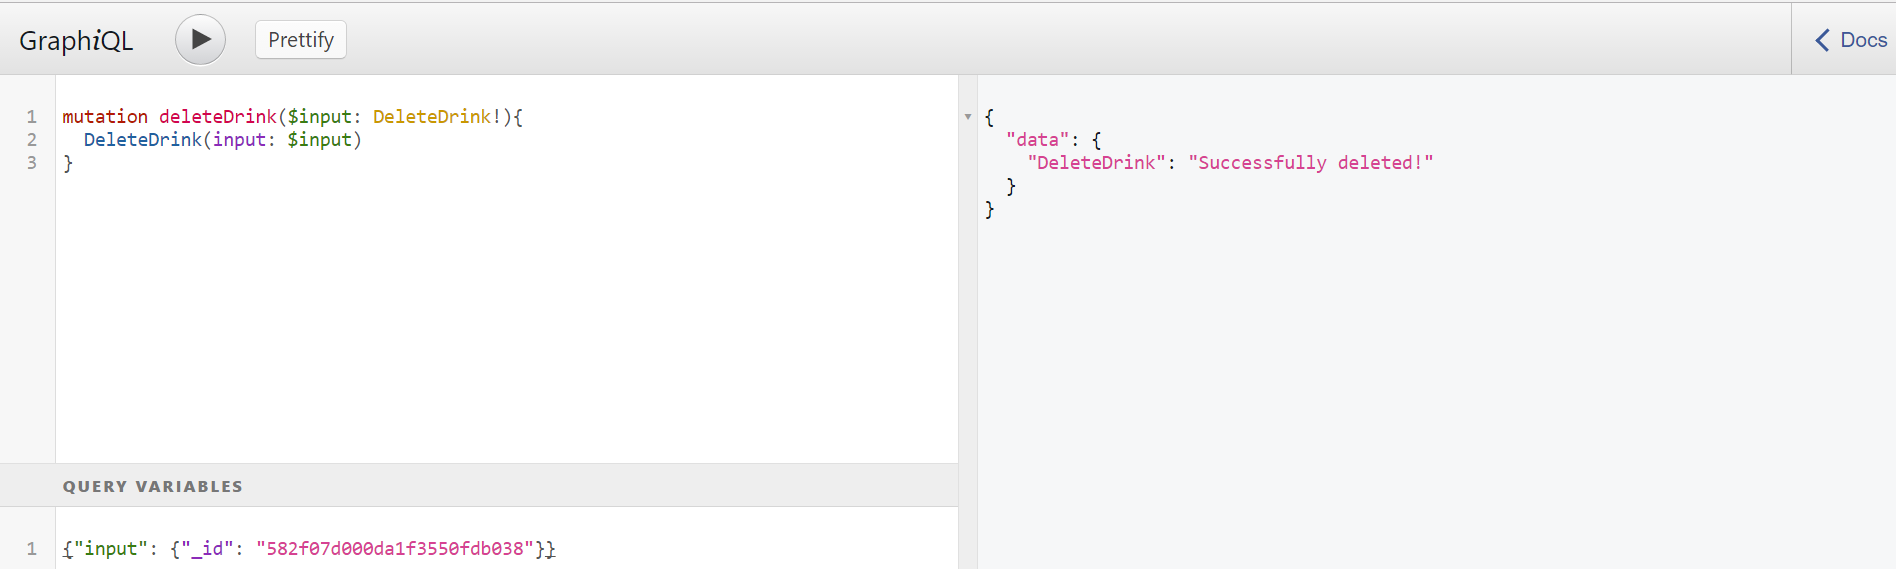 GraphiQL Prettify Docs
1 mutation deleteDrink($input: DeleteDrink!){
2 DeleteDrink(input: $input)
3 }
{
"data": {
"DeleteDrink": "Successfully deleted!"
}
}
QUERY VARIABLES
1 {"input": {"_id": "582f07d000da1f3550fdb038"}}